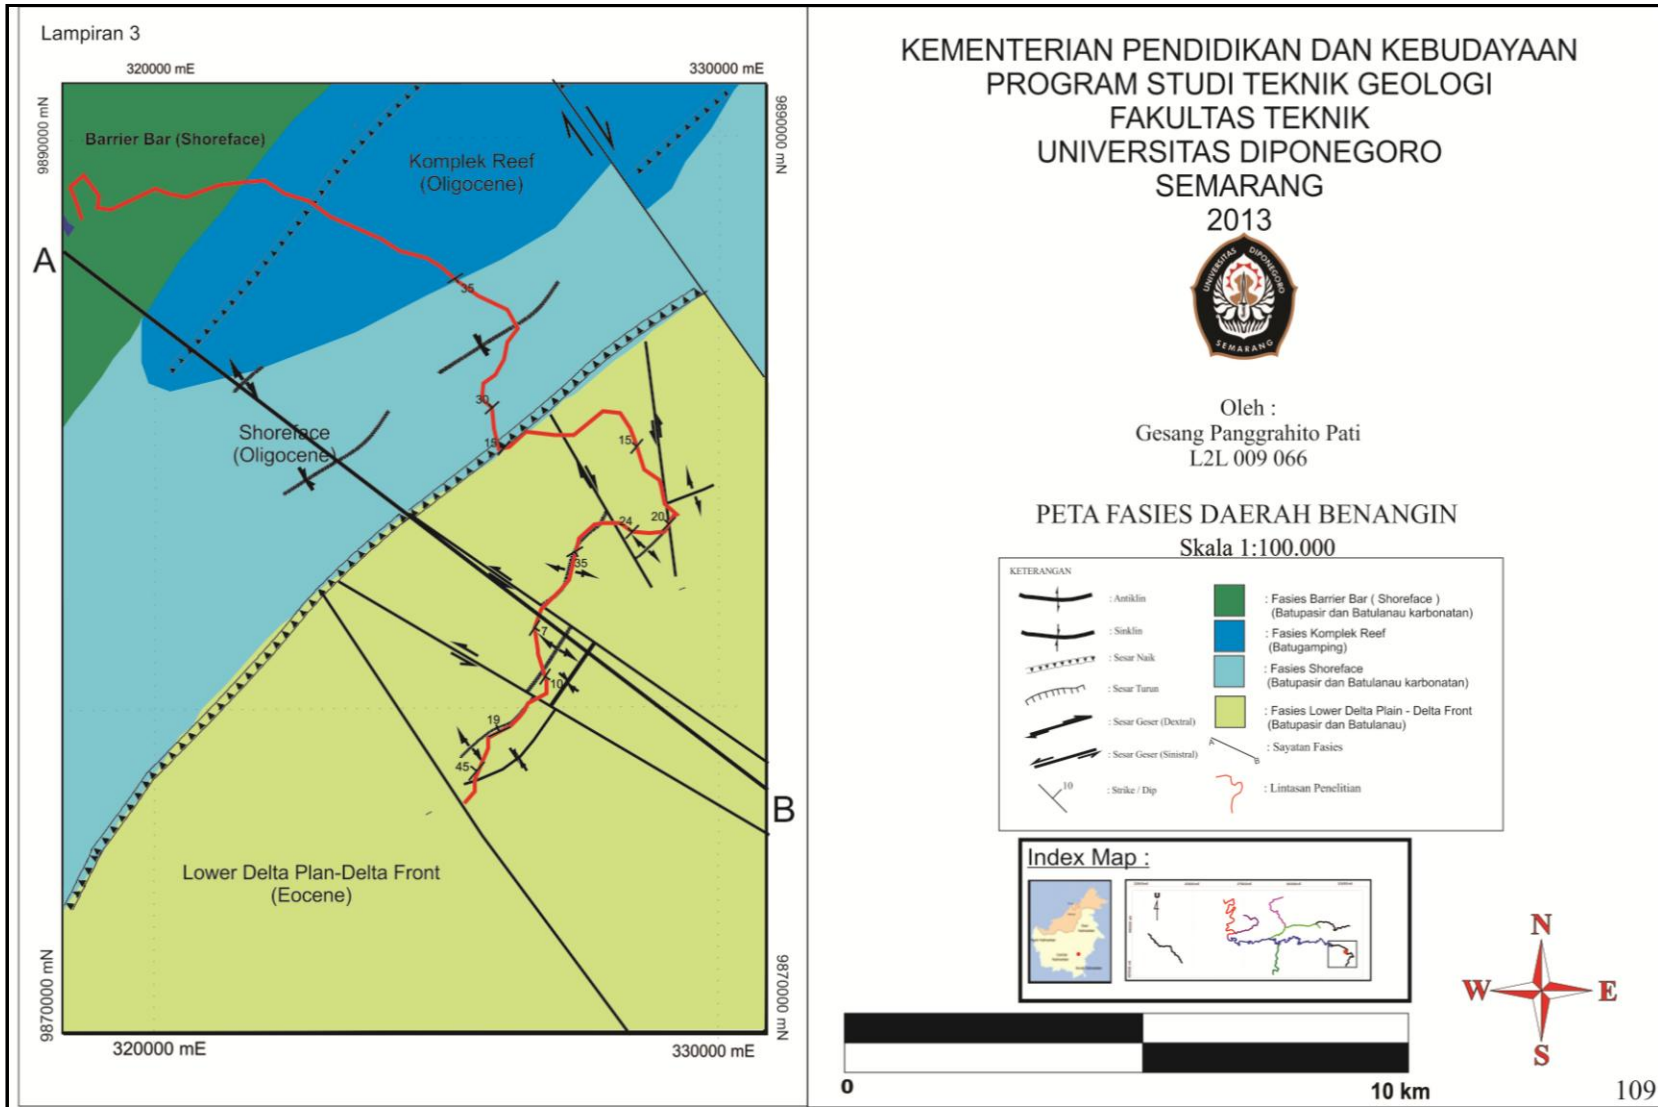 Lampiran 3
320000 mE
330000 mE
9890000 mN
9890000 mN
Barrier Bar (Shoreface)
Komplek Reef
(Oligocene)
A
35
30
Shoreface
(Oligocene)
15
15
24
20
35
7
10
19
45
B
Lower Delta Plan-Delta Front
(Eocene)
9870000 mN
9870000 mN
320000 mE
330000 mE
KEMENTERIAN PENDIDIKAN DAN KEBUDAYAAN
PROGRAM STUDI TEKNIK GEOLOGI
FAKULTAS TEKNIK
UNIVERSITAS DIPONEGORO
SEMARANG
2013
UNIVERSITAS DIPONEGORO
SEMARANG
Oleh :
Gesang Panggrahito Pati
L2L 009 066
PETA FASIES DAERAH BENANGIN
Skala 1:100.000
KETERANGAN
: Antiklin
: Sinklin
: Sesar Naik
: Sesar Turun
: Sesar Geser (Dextral)
: Sesar Geser (Sinistral)
10
: Strike / Dip
: Fasies Barrier Bar ( Shoreface )
(Batupasir dan Batulanau karbonatan)
: Fasies Komplek Reef
(Batugamping)
: Fasies Shoreface
(Batupasir dan Batulanau karbonatan)
: Fasies Lower Delta Plain - Delta Front
(Batupasir dan Batulanau)
A
B
: Sayatan Fasies
: Lintasan Penelitian
Index Map :
N
W
E
S
0
10 km
109